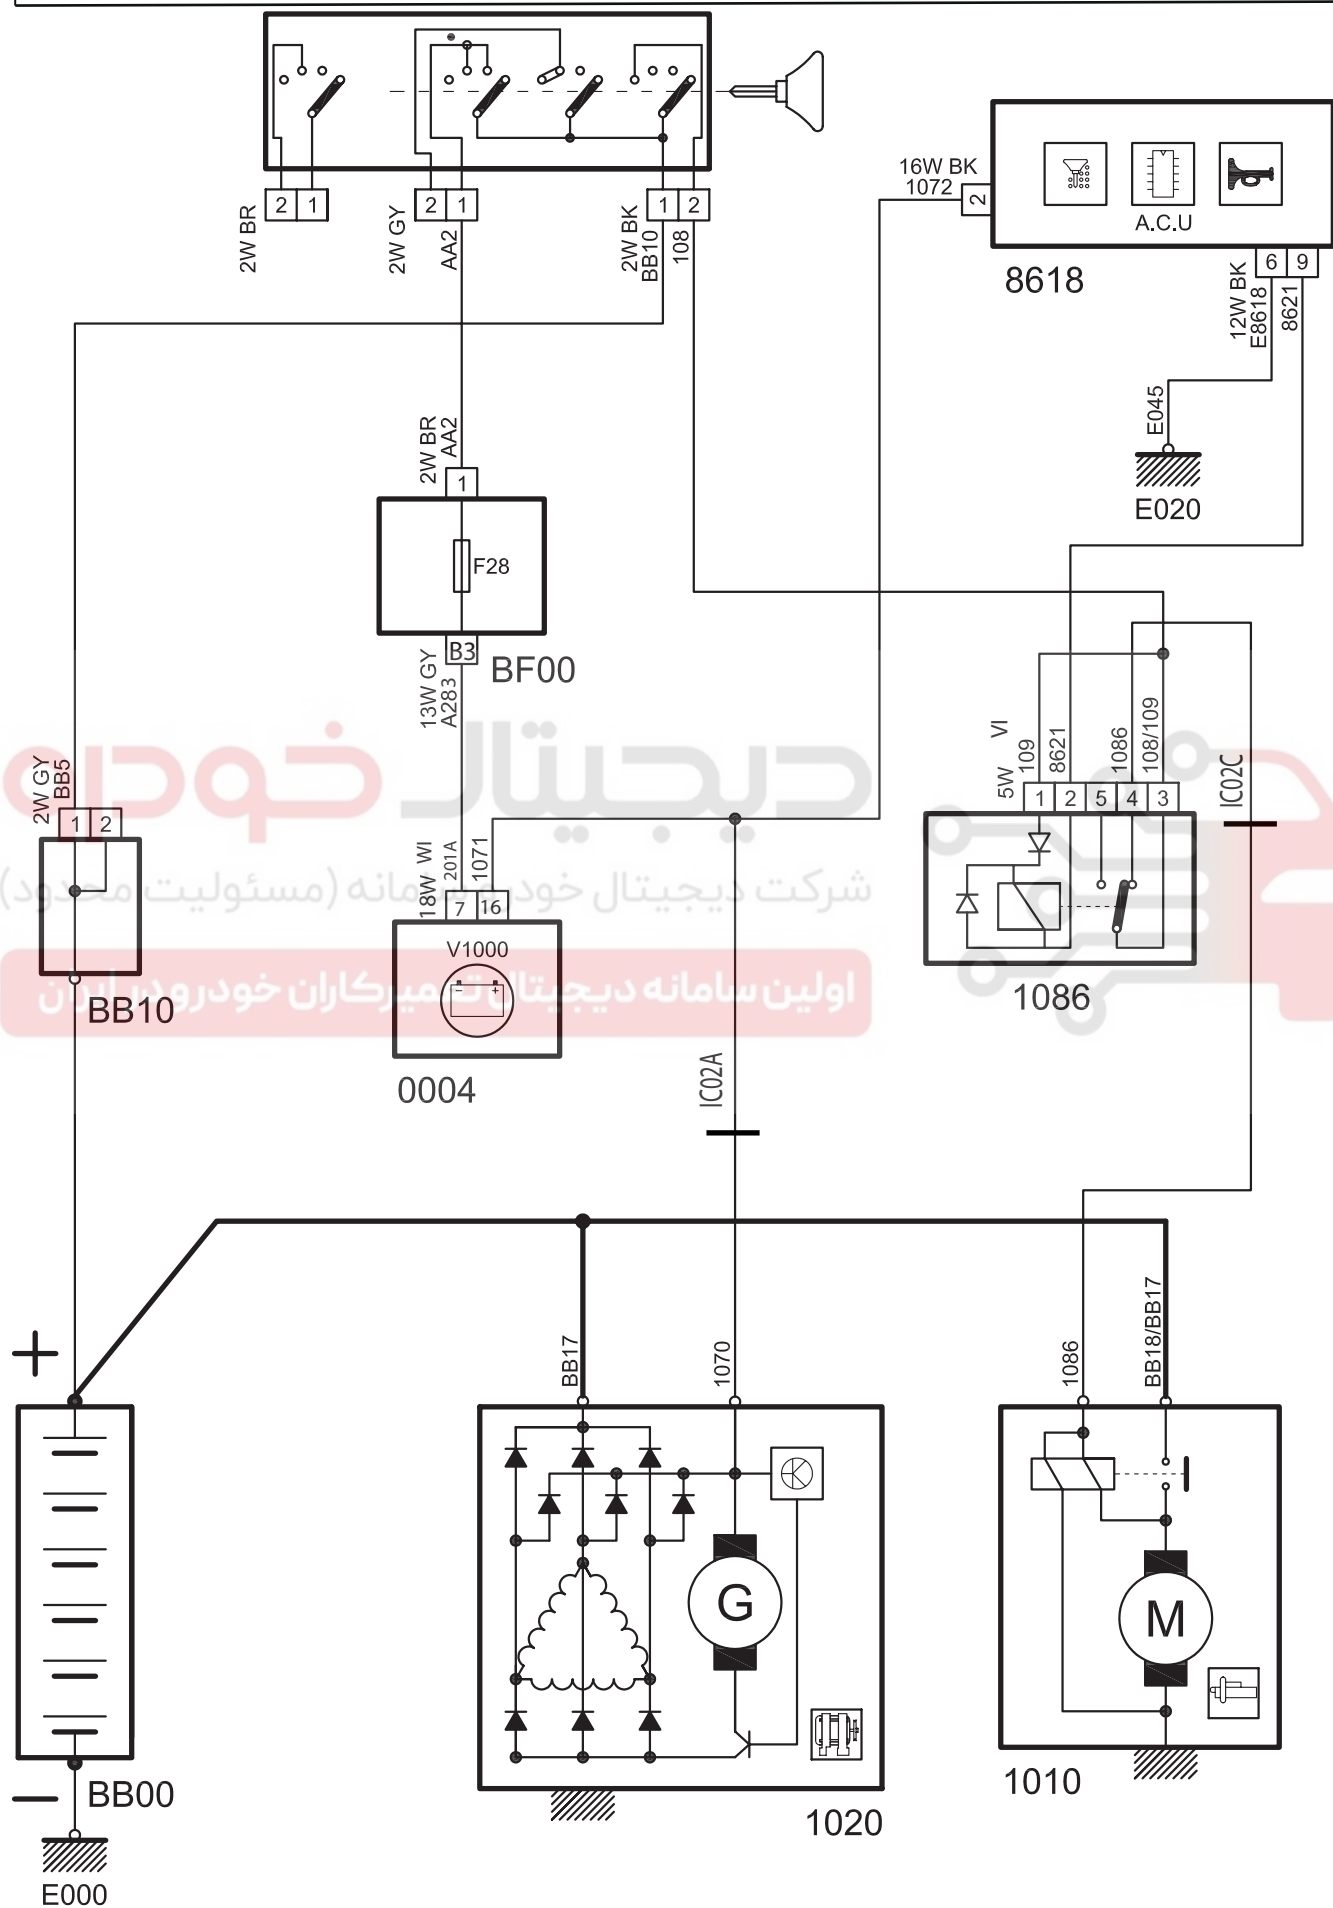 2 1
2W BR
2 1
2W GY
AA2
1 2
2W BK
BB10
108
16W BK
1072
2
A.C.U
8618
6 9
12W BK
E8618
8621
E045
E020
2W BR
AA2
1
F28
B3
BF00
13W GY
A283
2W GY
BB5
1 2
BB10
18W WI
201A
1071
7 16
V1000
- +
0004
5W VI
109
8621
1086
108/109
IC02C
1 2 5 4 3
1086
دیجیتال خودرو
شرکت دیجیتال خودرو سامانه (مسئولیت محدود)
اولین سامانه دیجیتال تعمیرکاران خودرو در ایران
IC02A
+
BB17
1070
1086
BB18/BB17
G
M
−
BB00
E000
1020
1010